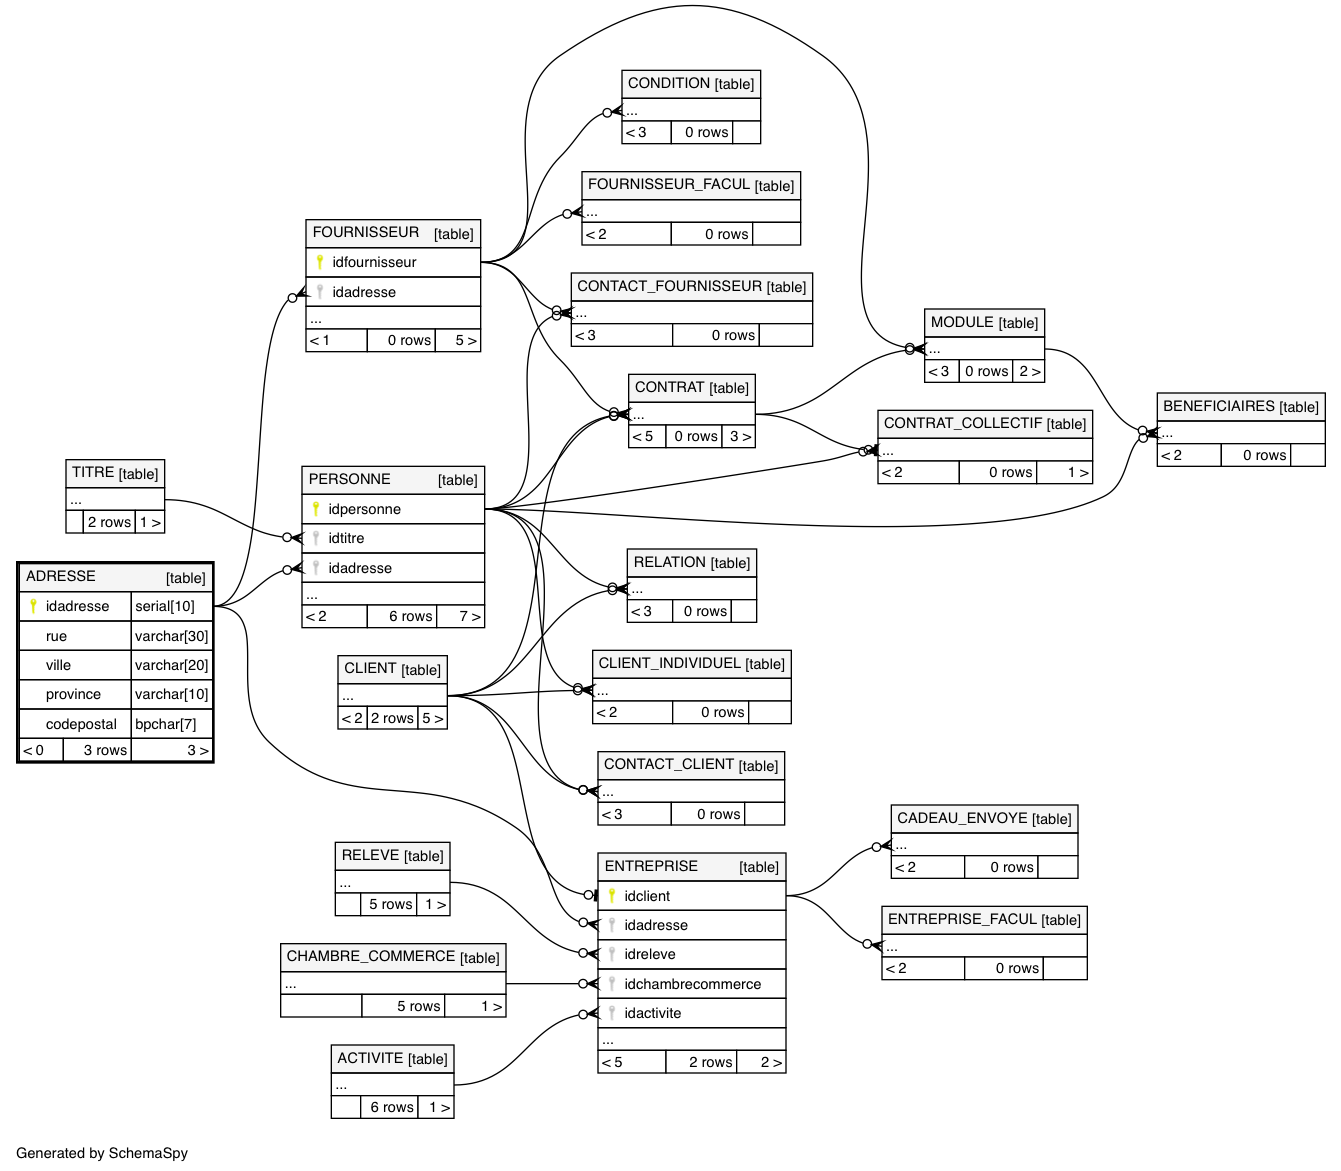 CONDITION [table]
...
< 3 0 rows
FOURNISSEUR_FACUL [table]
...
< 2 0 rows
FOURNISSEUR [table]
idfournisseur
idadresse
...
< 1 0 rows 5 >
CONTACT_FOURNISSEUR [table]
...
< 3 0 rows
MODULE [table]
...
< 3 0 rows 2 >
CONTRAT [table]
...
< 5 0 rows 3 >
BENEFICIAIRES [table]
...
< 2 0 rows
CONTRAT_COLLECTIF [table]
...
< 2 0 rows 1 >
TITRE [table]
...
2 rows 1 >
PERSONNE [table]
idpersonne
idtitre
idadresse
...
< 2 6 rows 7 >
ADRESSE [table]
idadresse serial[10]
rue varchar[30]
ville varchar[20]
province varchar[10]
codepostal bpchar[7]
< 0 3 rows 3 >
RELATION [table]
...
< 3 0 rows
CLIENT [table]
...
< 2 2 rows 5 >
CLIENT_INDIVIDUEL [table]
...
< 2 0 rows
CONTACT_CLIENT [table]
...
< 3 0 rows
CADEAU_ENVOYE [table]
...
< 2 0 rows
RELEVE [table]
...
5 rows 1 >
ENTREPRISE [table]
idclient
idadresse
idreleve
idchambrecommerce
idactivite
...
< 5 2 rows 2 >
ENTREPRISE_FACUL [table]
...
< 2 0 rows
CHAMBRE_COMMERCE [table]
...
5 rows 1 >
ACTIVITE [table]
...
6 rows 1 >
Generated by SchemaSpy